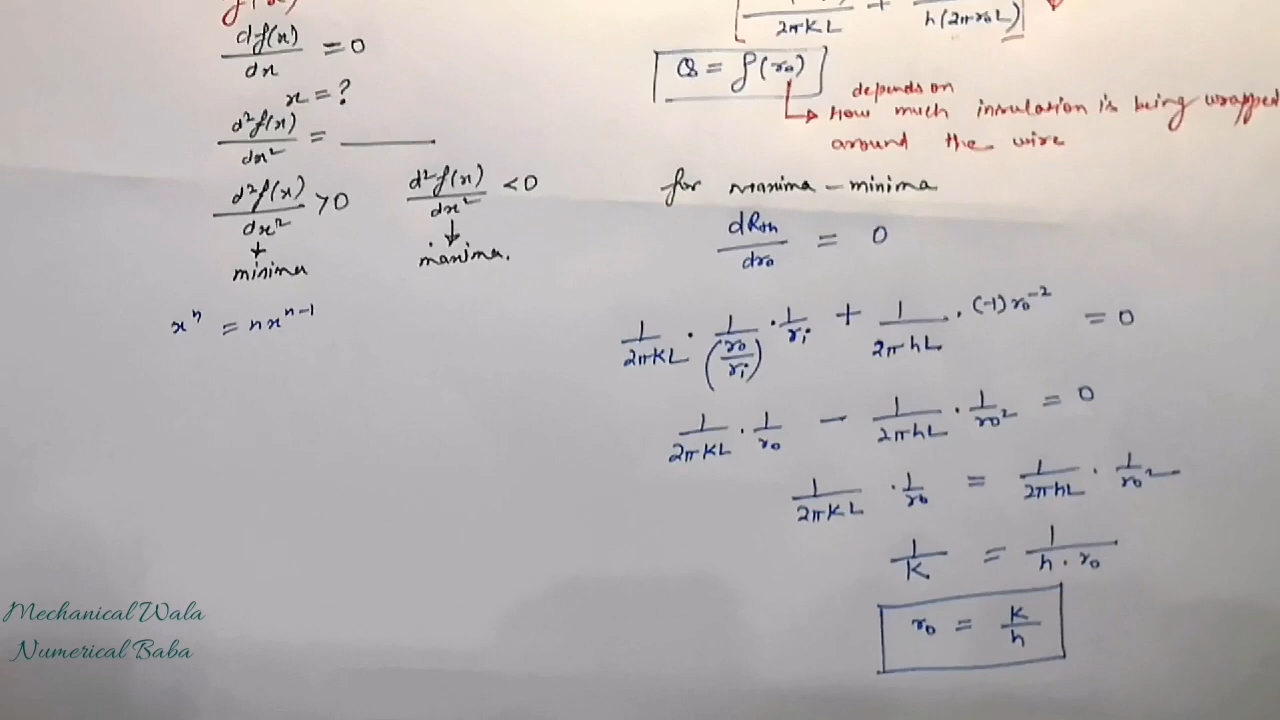 df(x)/dx = 0
x = ?
d²f(x)/dx² = ______
d²f(x)/dx² > 0
↓
minima
d²f(x)/dx² < 0
↓
maxima.
xⁿ = nxⁿ⁻¹
2πKL + h(2πr₀L)
Q = f(r₀)
depends on
How much insulation is being wrapped
around the wire
for maxima - minima
dRth/dr₀ = 0
1/2πKL · 1/(r₀/rᵢ) · 1/rᵢ + 1/2πhL · (-1) r₀⁻² = 0
1/2πKL · 1/r₀ − 1/2πhL · 1/r₀² = 0
1/2πKL · 1/r₀ = 1/2πhL · 1/r₀²
1/K = 1/h·r₀
r₀ = K/h
Mechanical Wala
Numerical Baba